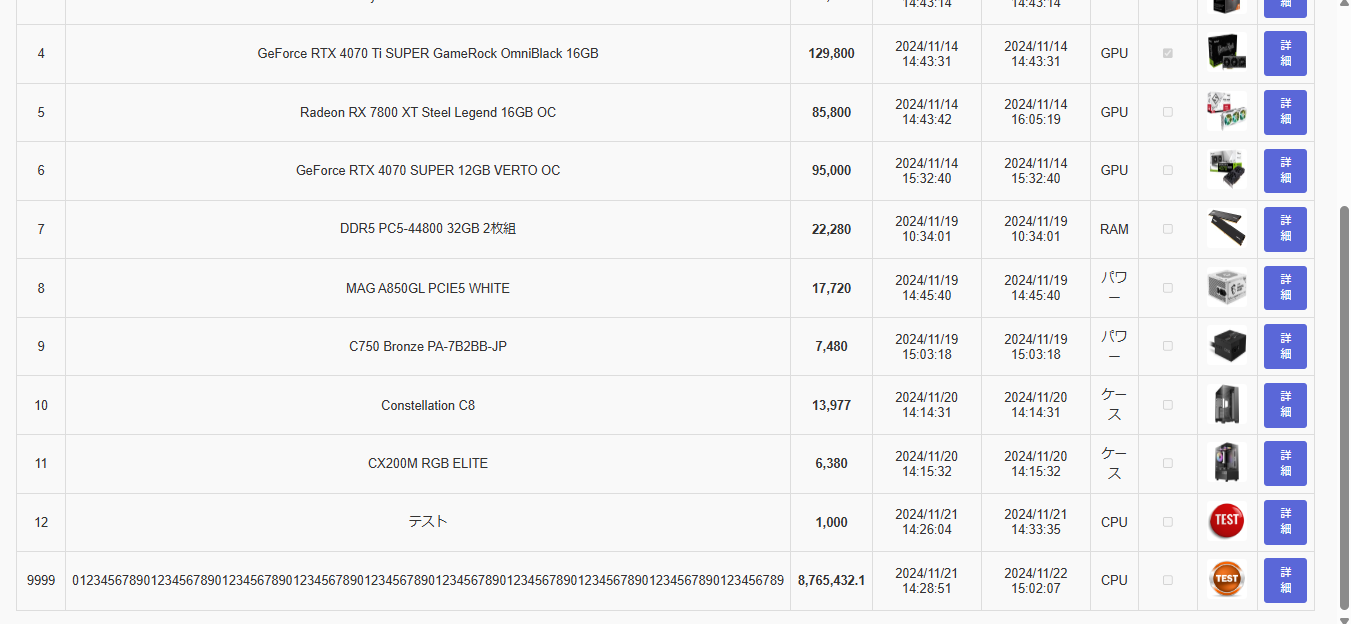 14:43:14 14:43:14 細
4 GeForce RTX 4070 Ti SUPER GameRock OmniBlack 16GB 129,800 2024/11/14 14:43:31 2024/11/14 14:43:31 GPU 詳細
5 Radeon RX 7800 XT Steel Legend 16GB OC 85,800 2024/11/14 14:43:42 2024/11/14 16:05:19 GPU 詳細
6 GeForce RTX 4070 SUPER 12GB VERTO OC 95,000 2024/11/14 15:32:40 2024/11/14 15:32:40 GPU 詳細
7 DDR5 PC5-44800 32GB 2枚組 22,280 2024/11/19 10:34:01 2024/11/19 10:34:01 RAM 詳細
8 MAG A850GL PCIE5 WHITE 17,720 2024/11/19 14:45:40 2024/11/19 14:45:40 パワー 詳細
9 C750 Bronze PA-7B2BB-JP 7,480 2024/11/19 15:03:18 2024/11/19 15:03:18 パワー 詳細
10 Constellation C8 13,977 2024/11/20 14:14:31 2024/11/20 14:14:31 ケース 詳細
11 CX200M RGB ELITE 6,380 2024/11/20 14:15:32 2024/11/20 14:15:32 ケース 詳細
12 テスト 1,000 2024/11/21 14:26:04 2024/11/21 14:33:35 CPU TEST 詳細
9999 0123456789012345678901234567890123456789012345678901234567890123456789012345678901234567890123456789 8,765,432.1 2024/11/21 14:28:51 2024/11/22 15:02:07 CPU TEST 詳細